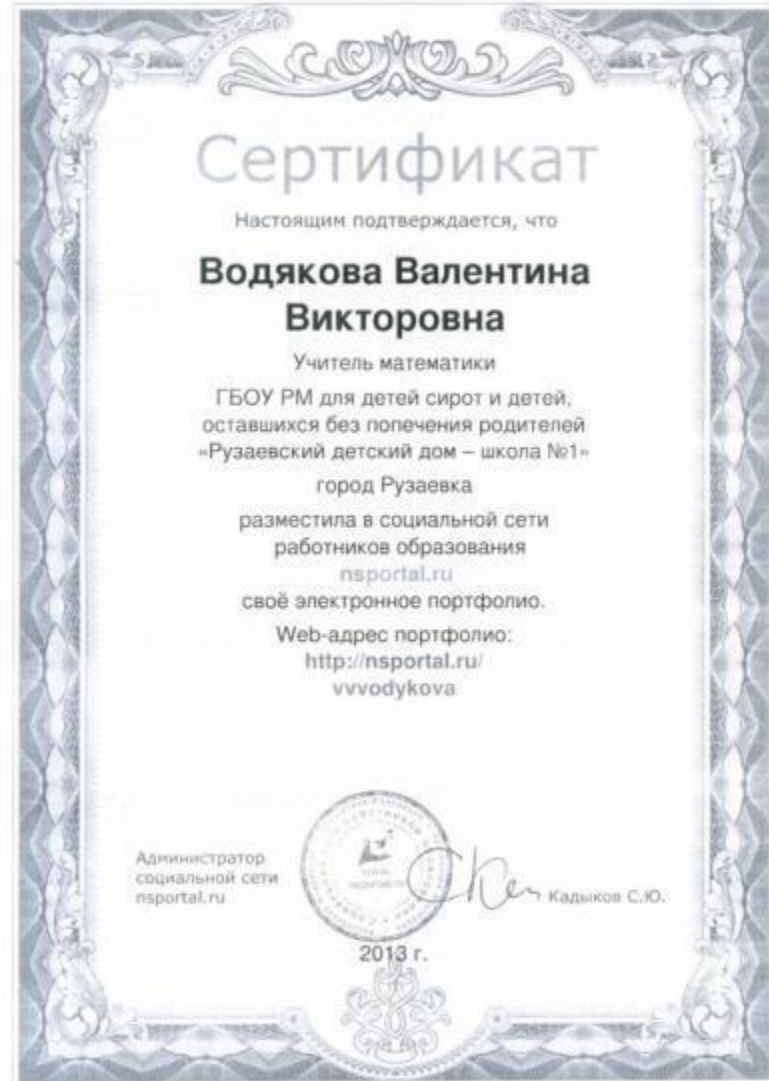 Сертификат
Настоящим подтверждается, что
Водякова Валентина
Викторовна
Учитель математики
ГБОУ РМ для детей сирот и детей,
оставшихся без попечения родителей
«Рузаевский детский дом – школа №1»
город Рузаевка
разместила в социальной сети
работников образования
nsportal.ru
своё электронное портфолио.
Web-адрес портфолио:
http://nsportal.ru/
vvvodykova
Администратор
социальной сети
nsportal.ru
Кадыков С.Ю.
2013 г.